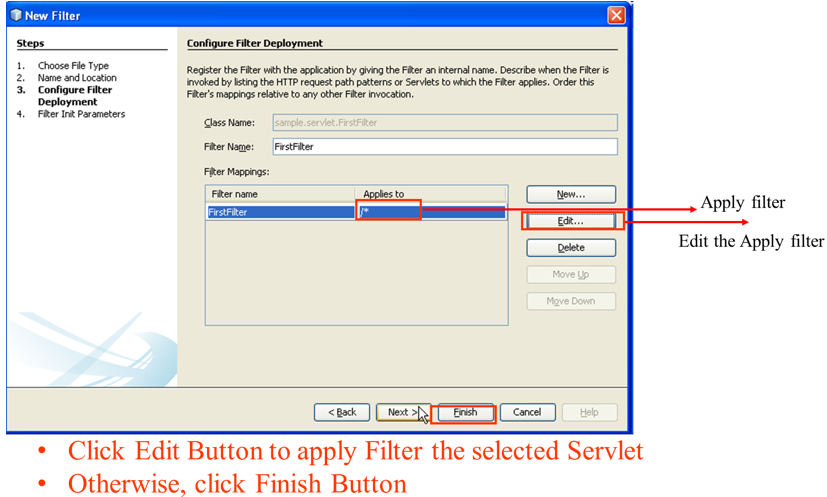 New Filter
Steps
1. Choose File Type
2. Name and Location
3. Configure Filter
Deployment
4. Filter Init Parameters
Configure Filter Deployment
Register the Filter with the application by giving the Filter an internal name. Describe when the Filter is
invoked by listing the HTTP request path patterns or Servlets to which the Filter applies. Order this
Filter's mappings relative to any other Filter invocation.
Class Name: sample.servlet.FirstFilter
Filter Name: FirstFilter
Filter Mappings:
Filter name Applies to
FirstFilter /*
New...
Edit...
Delete
Move Up
Move Down
Apply filter
Edit the Apply filter
< Back Next > Finish Cancel Help
• Click Edit Button to apply Filter the selected Servlet
• Otherwise, click Finish Button